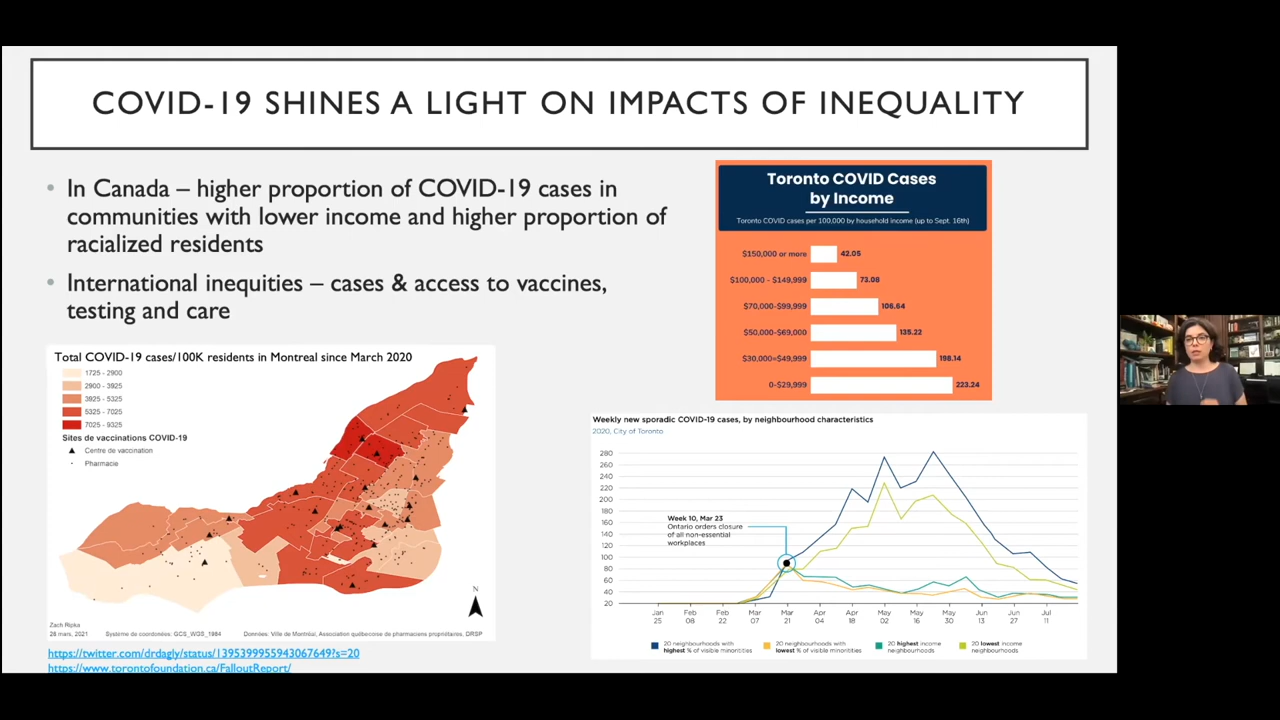 COVID-19 SHINES A LIGHT ON IMPACTS OF INEQUALITY
• In Canada – higher proportion of COVID-19 cases in
communities with lower income and higher proportion of
racialized residents
• International inequities – cases & access to vaccines,
testing and care
Toronto COVID Cases
by Income
Toronto COVID cases per 100,000 by household income (up to Sept. 16th)
$150,000 or more 42.05
$100,000 - $149,999 73.08
$70,000-$99,999 106.64
$50,000-$69,000 135.22
$30,000=$49,999 198.14
0-$29,999 223.24
Total COVID-19 cases/100K residents in Montreal since March 2020
1725 - 2900
2900 - 3925
3925 - 5325
5325 - 7025
7025 - 9325
Sites de vaccinations COVID-19
Centre de vaccination
Pharmacie
N
Zach Ripka
28 mars, 2021 Système de coordonées: GCS_WGS_1984 Données: Ville de Montréal, Association québécoise de pharmaciens propriétaires, DRSP
https://twitter.com/drdagly/status/1395399955943067649?s=20
https://www.torontofoundation.ca/FalloutReport/
Weekly new sporadic COVID-19 cases, by neighbourhood characteristics
2020, City of Toronto
280
260
240
220
200
180
160
140
120
100
80
60
40
20
Week 10, Mar 23
Ontario orders closure
of all non-essential
workplaces
Jan Feb Feb Mar Mar Apr Apr May May May Jun Jun Jul
25 08 22 07 21 04 18 02 16 30 13 27 11
20 neighbourhoods with
highest % of visible minorities
20 neighbourhoods with
lowest % of visible minorities
20 highest income
neighbourhoods
20 lowest income
neighbourhoods